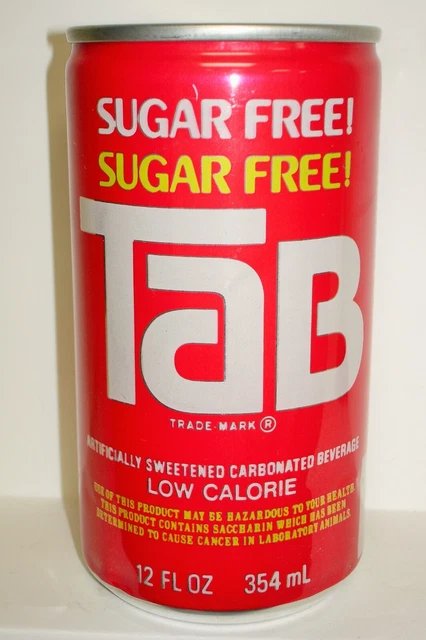 SUGAR FREE!
SUGAR FREE!
TaB
TRADE-MARK ®
ARTIFICIALLY SWEETENED CARBONATED BEVERAGE
LOW CALORIE
USE OF THIS PRODUCT MAY BE HAZARDOUS TO YOUR HEALTH.
THIS PRODUCT CONTAINS SACCHARIN WHICH HAS BEEN
DETERMINED TO CAUSE CANCER IN LABORATORY ANIMALS.
12 FL OZ 354 mL